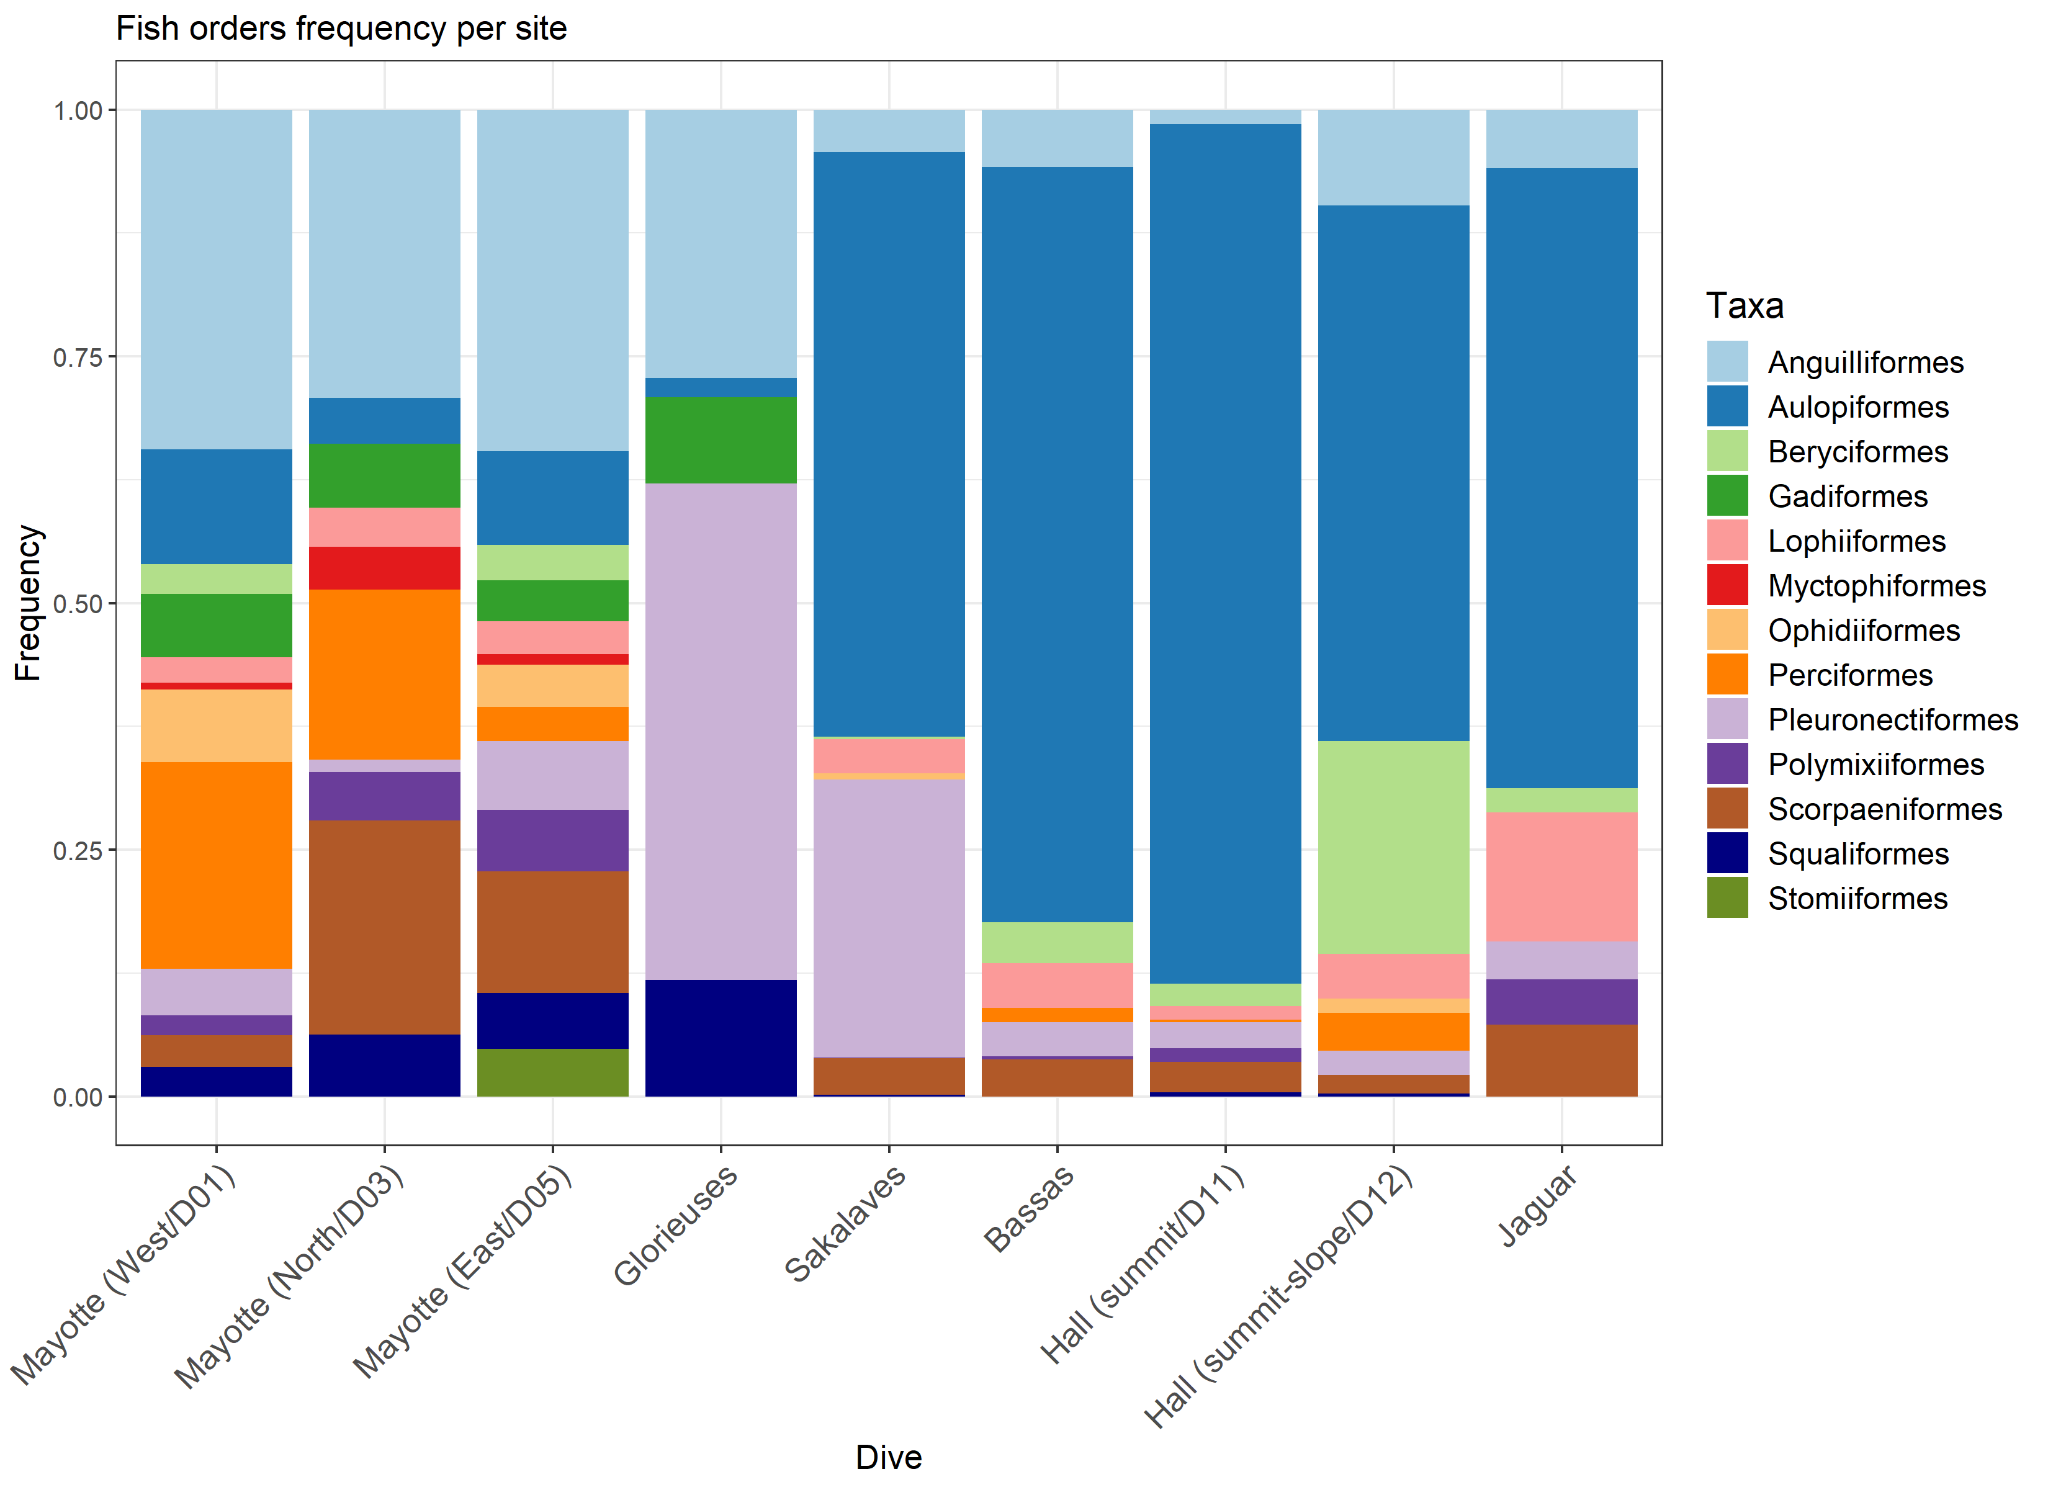 Fish orders frequency per site
Frequency
1.00
0.75
0.50
0.25
0.00
Mayotte (West/D01)
Mayotte (North/D03)
Mayotte (East/D05)
Glorieuses
Sakalaves
Bassas
Hall (summit/D11)
Hall (summit-slope/D12)
Jaguar
Dive
Taxa
Anguilliformes
Aulopiformes
Beryciformes
Gadiformes
Lophiiformes
Myctophiformes
Ophidiiformes
Perciformes
Pleuronectiformes
Polymixiiformes
Scorpaeniformes
Squaliformes
Stomiiformes